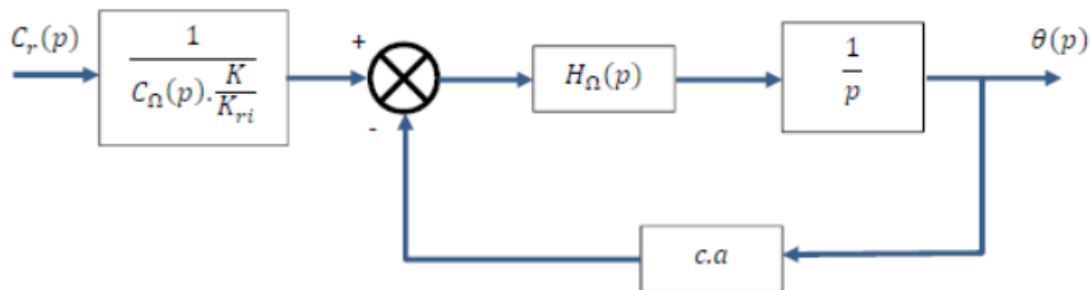 C_r(p)
1
C_Ω(p).K/K_ri
+
-
H_Ω(p)
1
p
θ(p)
c.a